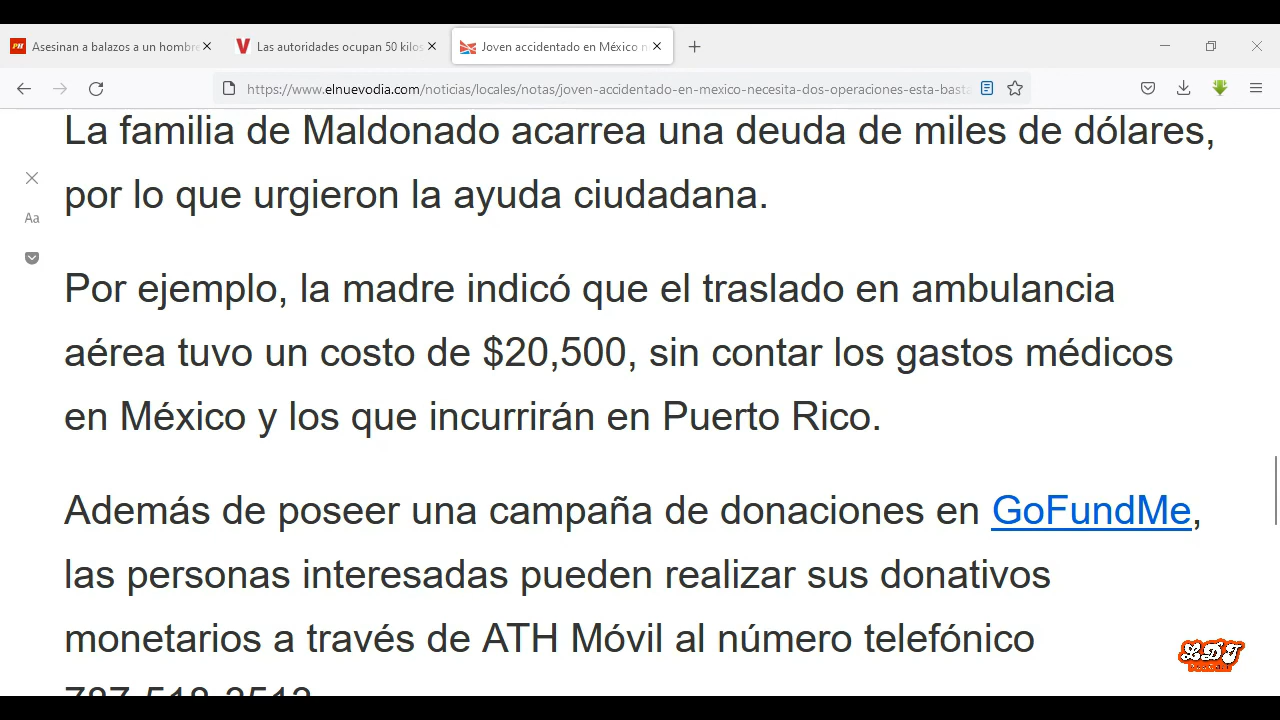 Asesinan a balazos a un hombre
Las autoridades ocupan 50 kilos
Joven accidentado en México n
https://www.elnuevodia.com/noticias/locales/notas/joven-accidentado-en-mexico-necesita-dos-operaciones-esta-basta
La familia de Maldonado acarrea una deuda de miles de dólares,
por lo que urgieron la ayuda ciudadana.
Aa
Por ejemplo, la madre indicó que el traslado en ambulancia
aérea tuvo un costo de $20,500, sin contar los gastos médicos
en México y los que incurrirán en Puerto Rico.
Además de poseer una campaña de donaciones en GoFundMe,
las personas interesadas pueden realizar sus donativos
monetarios a través de ATH Móvil al número telefónico
LDT